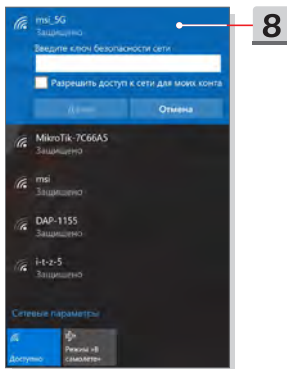 msi_5G
Защищено
8
Введите ключ безопасности сети
Разрешить доступ к сети для моих конта
Далее
Отмена
MikroTik-7C66A5
Защищено
msi
Защищено
DAP-1155
Защищено
i-t-z-5
Защищено
Сетевые параметры
Доступно
Режим «В
самолете»